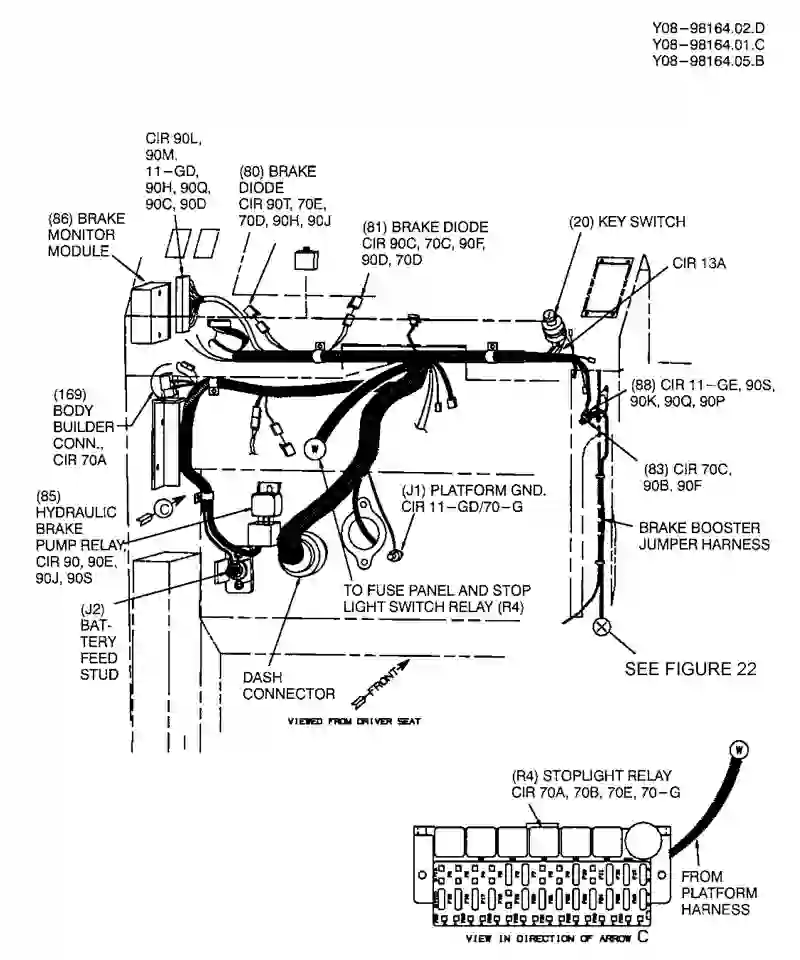 Y08-98164.02.D
Y08-98164.01.C
Y08-98164.05.B
CIR 90L,
90M,
11-GD,
90H, 90Q,
90C, 90D
(80) BRAKE
DIODE
CIR 90T, 70E,
70D, 90H, 90J
(86) BRAKE
MONITOR
MODULE
(81) BRAKE DIODE
CIR 90C, 70C, 90F,
90D, 70D
(20) KEY SWITCH
CIR 13A
(169)
BODY
BUILDER
CONN.,
CIR 70A
(88) CIR 11-GE, 90S,
90K, 90Q, 90P
(83) CIR 70C,
90B, 90F
W
(85)
HYDRAULIC
BRAKE
PUMP RELAY,
CIR 90, 90E,
90J, 90S
C
(J1) PLATFORM GND.
CIR 11-GD/70-G
BRAKE BOOSTER
JUMPER HARNESS
TO FUSE PANEL AND STOP
LIGHT SWITCH RELAY (R4)
(J2)
BAT-
TERY
FEED
STUD
DASH
CONNECTOR
FRONT
SEE FIGURE 22
VIEWED FROM DRIVER SEAT
W
(R4) STOPLIGHT RELAY
CIR 70A, 70B, 70E, 70-G
FROM
PLATFORM
HARNESS
VIEW IN DIRECTION OF ARROW C